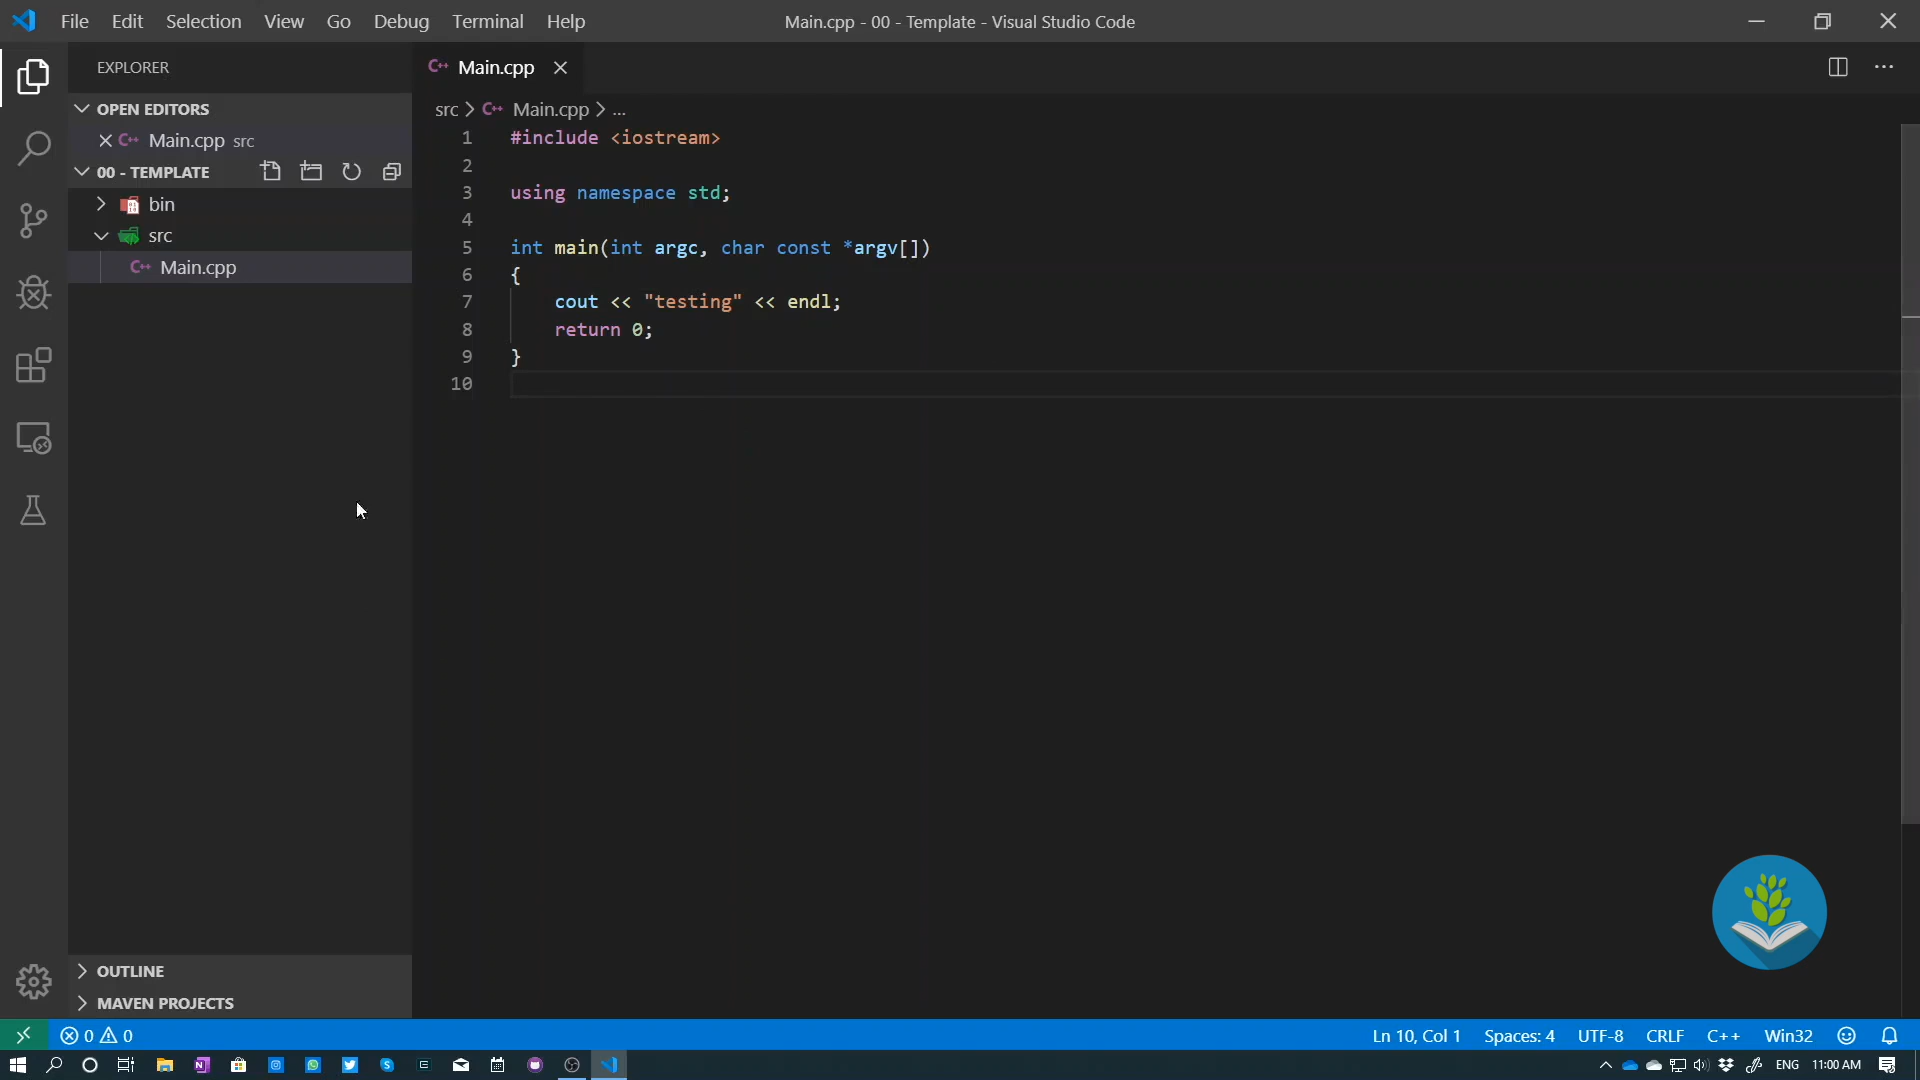 File Edit Selection View Go Debug Terminal Help
Main.cpp - 00 - Template - Visual Studio Code
EXPLORER
OPEN EDITORS
Main.cpp src
00 - TEMPLATE
bin
src
Main.cpp
OUTLINE
MAVEN PROJECTS
Main.cpp
src > Main.cpp > ...
1 #include <iostream>
2
3 using namespace std;
4
5 int main(int argc, char const *argv[])
6 {
7 cout << "testing" << endl;
8 return 0;
9 }
10
0 0
Ln 10, Col 1 Spaces: 4 UTF-8 CRLF C++ Win32
ENG 11:00 AM